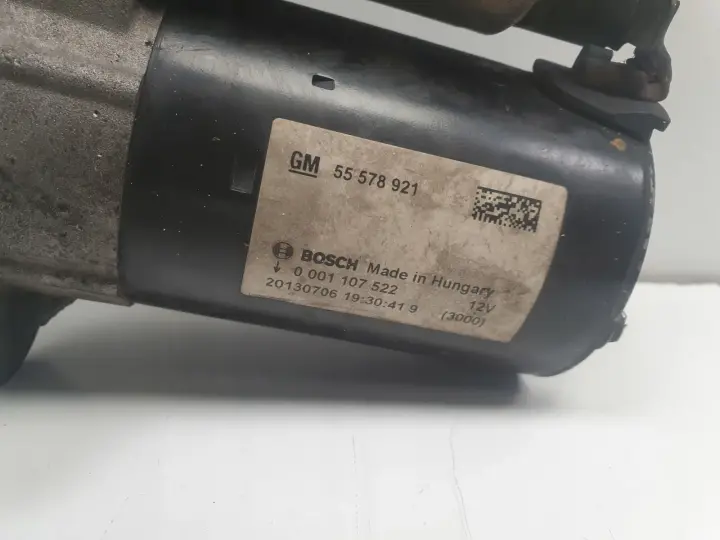 GM 55 578 921
BOSCH Made in Hungary
0 001 107 522 12V
20130706 19:30:41 9 (3000)